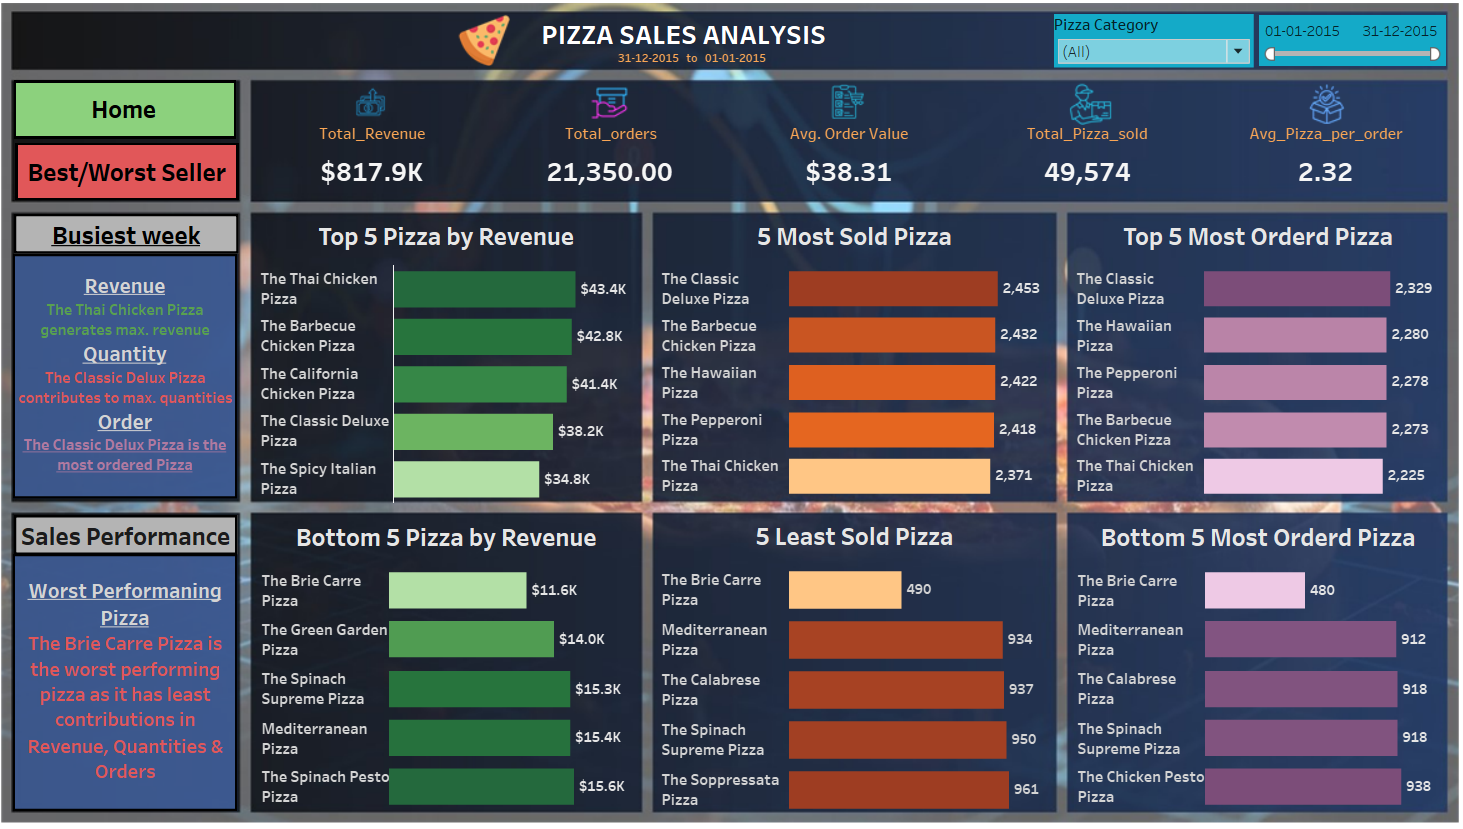 PIZZA SALES ANALYSIS
31-12-2015 to 01-01-2015
Pizza Category
(All)
01-01-2015 31-12-2015
Home
Best/Worst Seller
Total_Revenue
$817.9K
Total_orders
21,350.00
Avg. Order Value
$38.31
Total_Pizza_sold
49,574
Avg_Pizza_per_order
2.32
Busiest week
Revenue
The Thai Chicken Pizza
generates max. revenue
Quantity
The Classic Delux Pizza
contributes to max. quantities
Order
The Classic Delux Pizza is the
most ordered Pizza
Top 5 Pizza by Revenue
The Thai Chicken
Pizza
$43.4K
The Barbecue
Chicken Pizza
$42.8K
The California
Chicken Pizza
$41.4K
The Classic Deluxe
Pizza
$38.2K
The Spicy Italian
Pizza
$34.8K
5 Most Sold Pizza
The Classic
Deluxe Pizza
2,453
The Barbecue
Chicken Pizza
2,432
The Hawaiian
Pizza
2,422
The Pepperoni
Pizza
2,418
The Thai Chicken
Pizza
2,371
Top 5 Most Orderd Pizza
The Classic
Deluxe Pizza
2,329
The Hawaiian
Pizza
2,280
The Pepperoni
Pizza
2,278
The Barbecue
Chicken Pizza
2,273
The Thai Chicken
Pizza
2,225
Sales Performance
Worst Performaning
Pizza
The Brie Carre Pizza is
the worst performing
pizza as it has least
contributions in
Revenue, Quantities &
Orders
Bottom 5 Pizza by Revenue
The Brie Carre
Pizza
$11.6K
The Green Garden
Pizza
$14.0K
The Spinach
Supreme Pizza
$15.3K
Mediterranean
Pizza
$15.4K
The Spinach Pesto
Pizza
$15.6K
5 Least Sold Pizza
The Brie Carre
Pizza
490
Mediterranean
Pizza
934
The Calabrese
Pizza
937
The Spinach
Supreme Pizza
950
The Soppressata
Pizza
961
Bottom 5 Most Orderd Pizza
The Brie Carre
Pizza
480
Mediterranean
Pizza
912
The Calabrese
Pizza
918
The Spinach
Supreme Pizza
918
The Chicken Pesto
Pizza
938